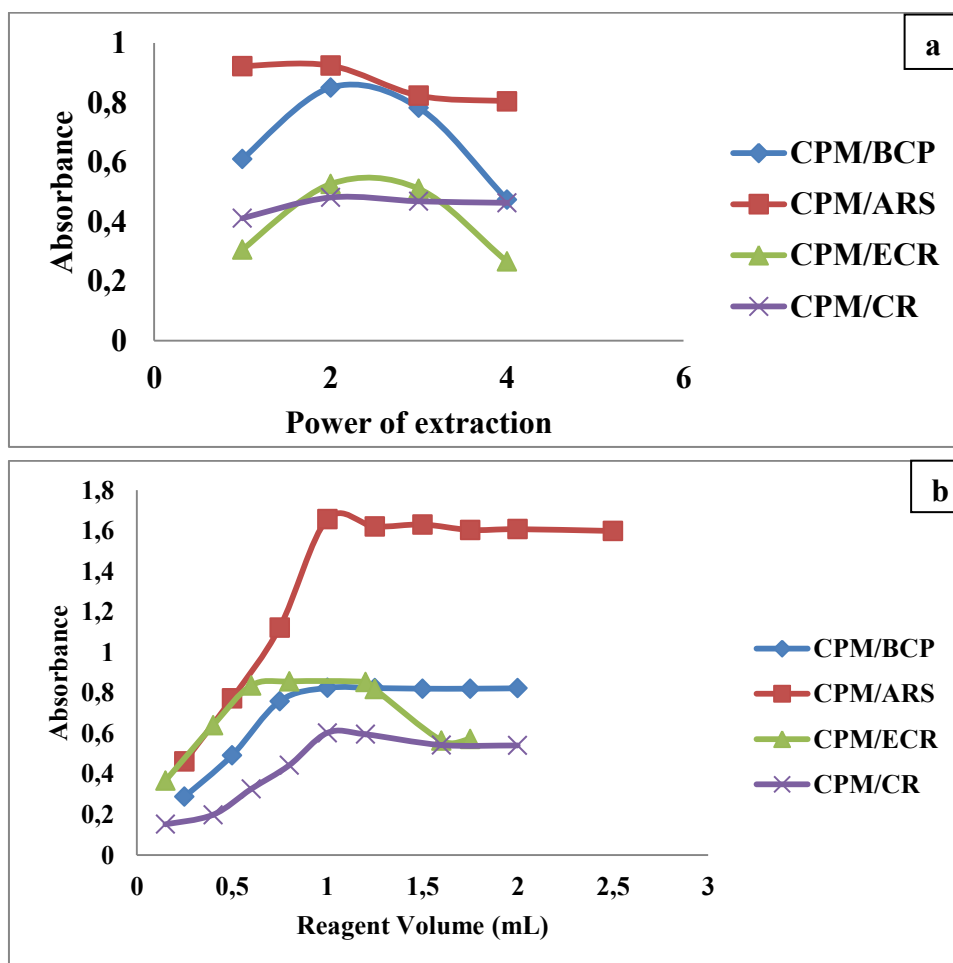 a
1
0,8
0,6
0,4
0,2
0
Absorbance
0 2 4 6
Power of extraction
CPM/BCP
CPM/ARS
CPM/ECR
CPM/CR
b
1,8
1,6
1,4
1,2
1
0,8
0,6
0,4
0,2
0
Absorbance
0 0,5 1 1,5 2 2,5 3
Reagent Volume (mL)
CPM/BCP
CPM/ARS
CPM/ECR
CPM/CR